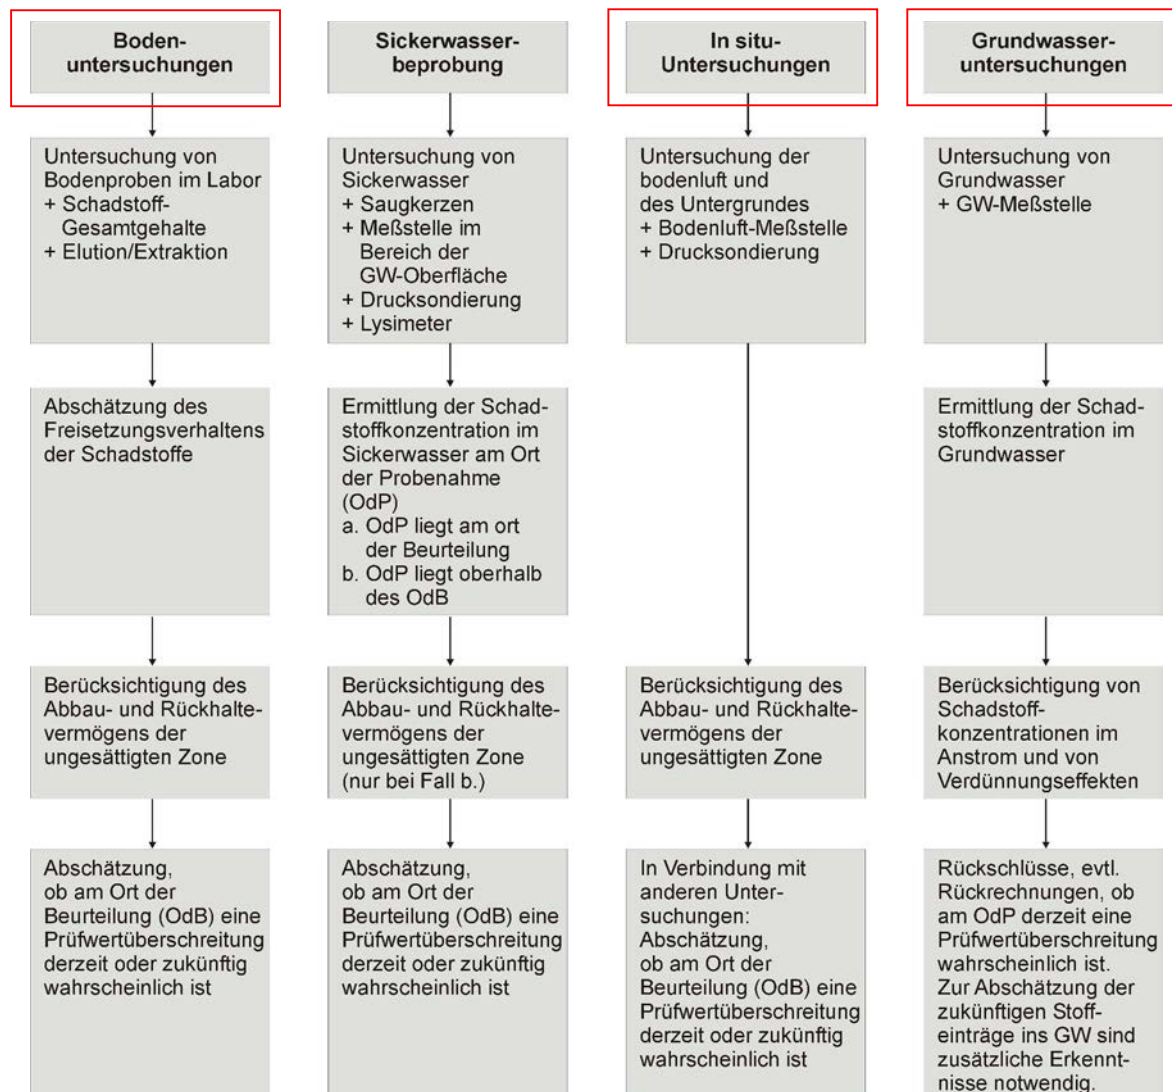 Boden-
untersuchungen
Untersuchung von
Bodenproben im Labor
+ Schadstoff-
Gesamtgehalte
+ Elution/Extraktion
Abschätzung des
Freisetzungsverhaltens
der Schadstoffe
Berücksichtigung des
Abbau- und Rückhalte-
vermögens der
ungesättigten Zone
Abschätzung,
ob am Ort der
Beurteilung (OdB) eine
Prüfwertüberschreitung
derzeit oder zukünftig
wahrscheinlich ist
Sickerwasser-
beprobung
Untersuchung von
Sickerwasser
+ Saugkerzen
+ Meßstelle im
Bereich der
GW-Oberfläche
+ Drucksondierung
+ Lysimeter
Ermittlung der Schad-
stoffkonzentration im
Sickerwasser am Ort
der Probenahme
(OdP)
a. OdP liegt am ort
der Beurteilung
b. OdP liegt oberhalb
des OdB
Berücksichtigung des
Abbau- und Rückhalte-
vermögens der
ungesättigten Zone
(nur bei Fall b.)
Abschätzung,
ob am Ort der
Beurteilung (OdB) eine
Prüfwertüberschreitung
derzeit oder zukünftig
wahrscheinlich ist
In situ-
Untersuchungen
Untersuchung der
bodenluft und
des Untergrundes
+ Bodenluft-Meßstelle
+ Drucksondierung
Berücksichtigung des
Abbau- und Rückhalte-
vermögens der
ungesättigten Zone
In Verbindung mit
anderen Unter-
suchungen:
Abschätzung,
ob am Ort der
Beurteilung (OdB) eine
Prüfwertüberschreitung
derzeit oder zukünftig
wahrscheinlich ist
Grundwasser-
untersuchungen
Untersuchung von
Grundwasser
+ GW-Meßstelle
Ermittlung der Schad-
stoffkonzentration im
Grundwasser
Berücksichtigung von
Schadstoff-
konzentrationen im
Anstrom und von
Verdünnungseffekten
Rückschlüsse, evtl.
Rückrechnungen, ob
am OdP derzeit eine
Prüfwertüberschreitung
wahrscheinlich ist.
Zur Abschätzung der
zukünftigen Stoff-
einträge ins GW sind
zusätzliche Erkennt-
nisse notwendig.